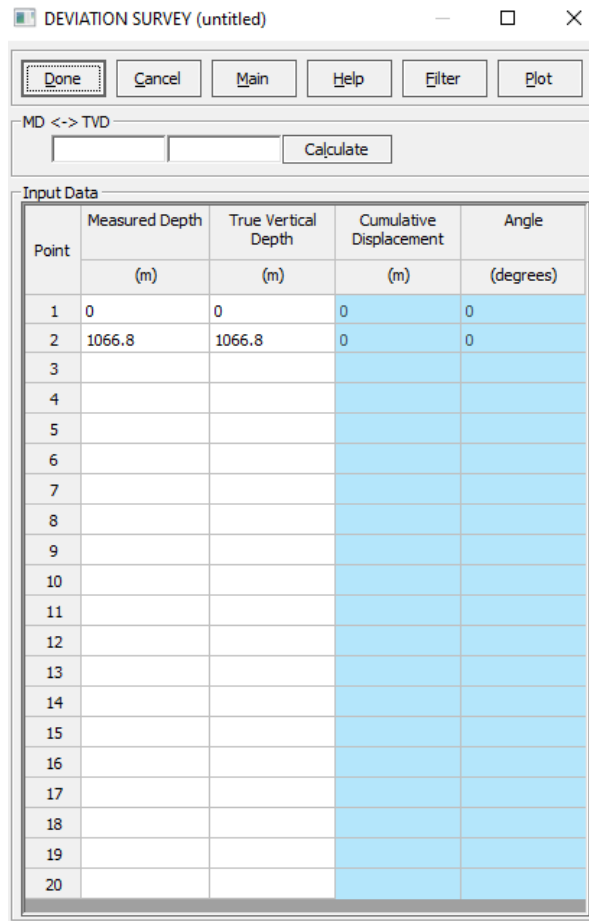 DEVIATION SURVEY (untitled)
Done Cancel Main Help Filter Plot
MD <-> TVD
Calculate
Input Data
Point Measured Depth True Vertical Depth Cumulative Displacement Angle
(m) (m) (m) (degrees)
1 0 0 0 0
2 1066.8 1066.8 0 0
3
4
5
6
7
8
9
10
11
12
13
14
15
16
17
18
19
20